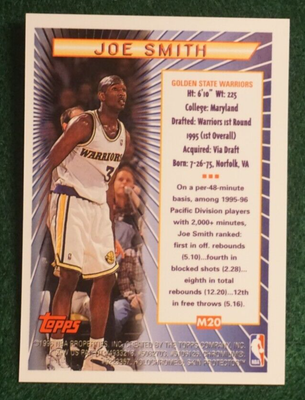 JOE SMITH
GOLDEN STATE WARRIORS
Ht: 6'10" Wt: 225
College: Maryland
Drafted: Warriors 1st Round
1995 (1st Overall)
Acquired: Via Draft
Born: 7-26-75, Norfolk, VA
On a per-48-minute
basis, among 1995-96
Pacific Division players
with 2,000+ minutes,
Joe Smith ranked:
first in off. rebounds
(5.10)...fourth in
blocked shots (2.28)...
eighth in total
rebounds (12.20)...12th
in free throws (5.16).
WARRIORS
3
Topps
M20
NBA